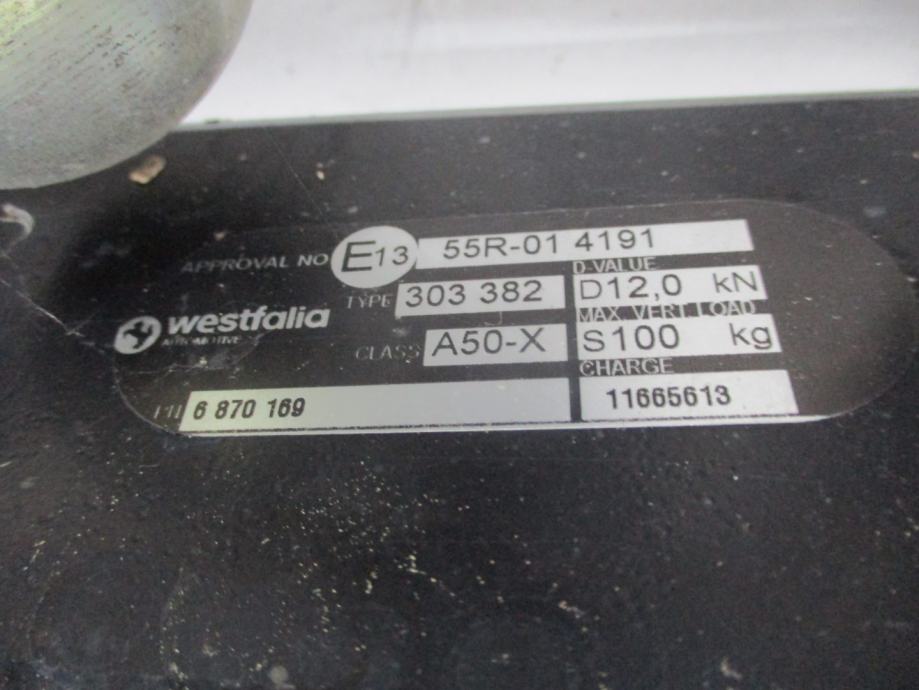 APPROVAL NO E13 55R-01 4191
TYPE 303 382
D-VALUE
D12,0 kN
westfalia
AUTOMOTIVE
MAX. VERT. LOAD
CLASS A50-X S100 kg
CHARGE
6 870 169 11665613